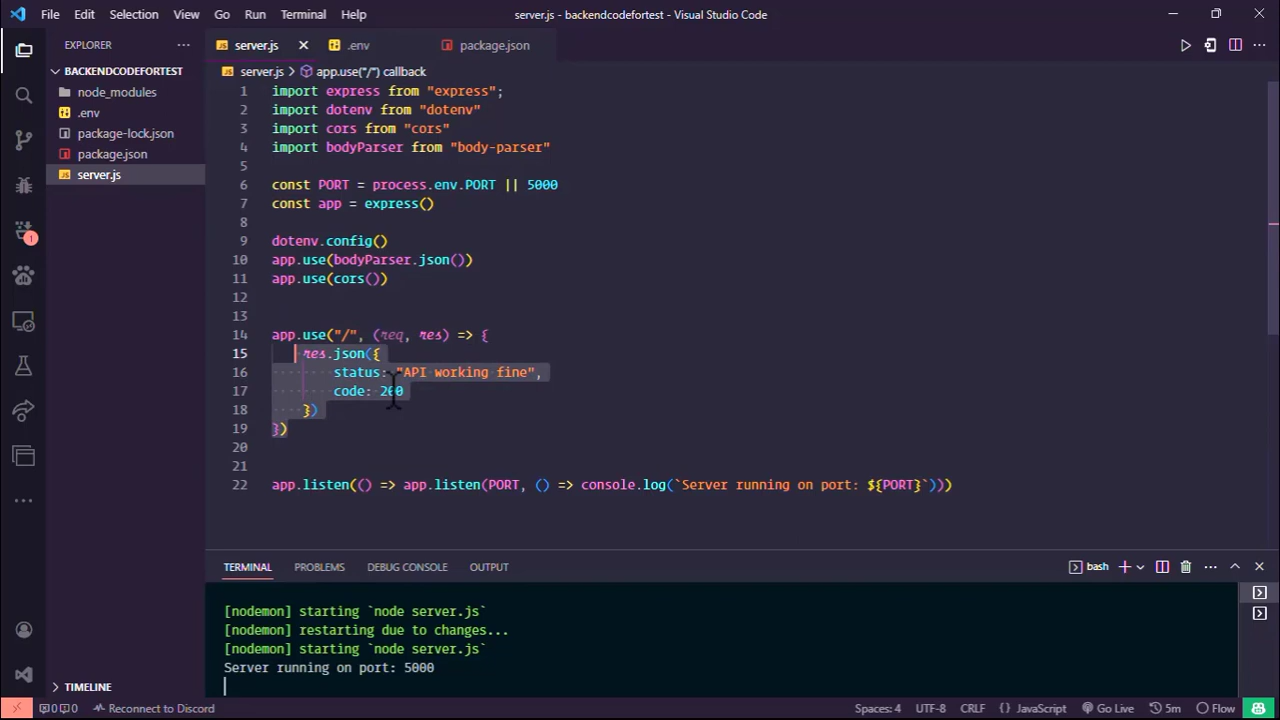 File Edit Selection View Go Run Terminal Help server.js - backendcodefortest - Visual Studio Code
EXPLORER
BACKENDCODEFORTEST
node_modules
.env
package-lock.json
package.json
server.js
TIMELINE
1
server.js .env package.json
server.js > app.use("/") callback
1 import express from "express";
2 import dotenv from "dotenv"
3 import cors from "cors"
4 import bodyParser from "body-parser"
5
6 const PORT = process.env.PORT || 5000
7 const app = express()
8
9 dotenv.config()
10 app.use(bodyParser.json())
11 app.use(cors())
12
13
14 app.use("/", (req, res) => {
15 res.json({
16 status: "API working fine",
17 code: 200
18 })
19 })
20
21
22 app.listen(() => app.listen(PORT, () => console.log(`Server running on port: ${PORT}`)))
TERMINAL PROBLEMS DEBUG CONSOLE OUTPUT bash
[nodemon] starting `node server.js`
[nodemon] restarting due to changes...
[nodemon] starting `node server.js`
Server running on port: 5000
0 0 Reconnect to Discord Spaces: 4 UTF-8 CRLF {} JavaScript Go Live 5m Flow